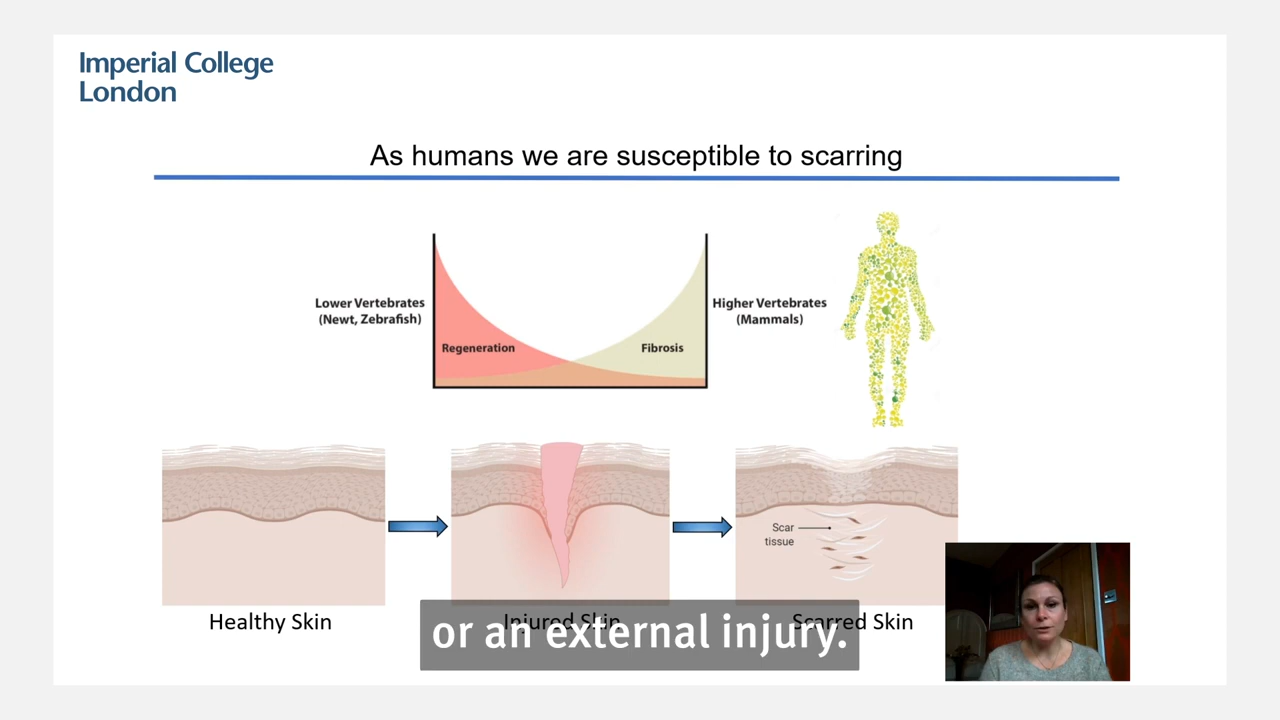 Imperial College
London
As humans we are susceptible to scarring
Lower Vertebrates
(Newt, Zebrafish)
Regeneration
Fibrosis
Higher Vertebrates
(Mammals)
Scar
tissue
Healthy Skin
Injured Skin
Scarred Skin
or an external injury.